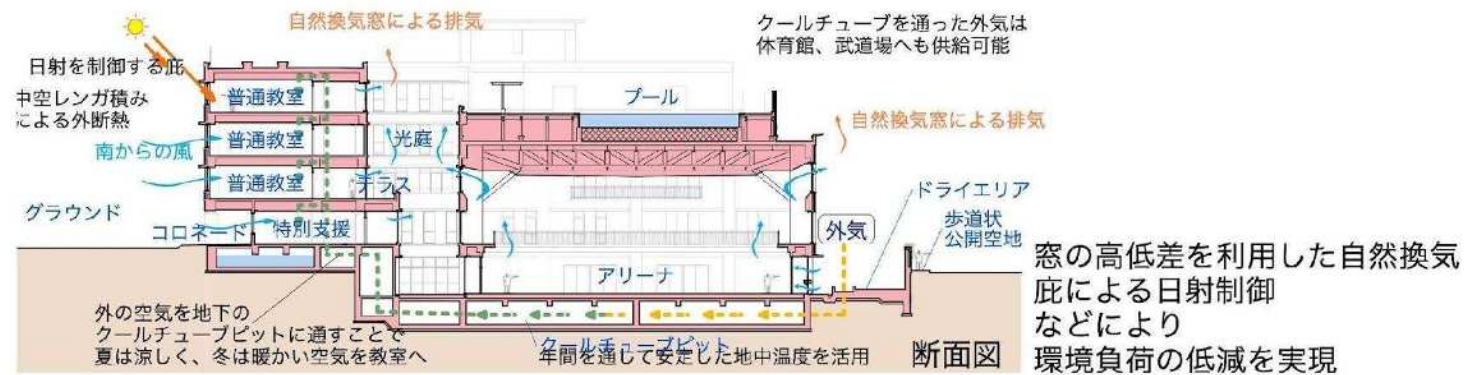 自然換気窓による排気
クールチューブを通った外気は
体育館、武道場へも供給可能
日射を制御する庇
中空レンガ積み
による外断熱
普通教室
プール
自然換気窓による排気
普通教室
光庭
南からの風
普通教室
テラス
ドライエリア
グラウンド
コロネード
特別支援
外気
歩道状
公開空地
アリーナ
窓の高低差を利用した自然換気
庇による日射制御
などにより
環境負荷の低減を実現
外の空気を地下の
クールチューブピットに通すことで
夏は涼しく、冬は暖かい空気を教室へ
クールチューブピット
年間を通して安定した地中温度を活用
断面図